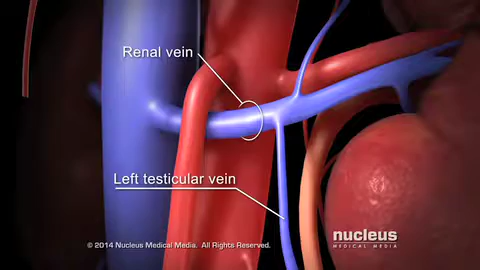 Renal vein
Left testicular vein
© 2014 Nucleus Medical Media. All Rights Reserved.
nucleus
MEDICAL MEDIA